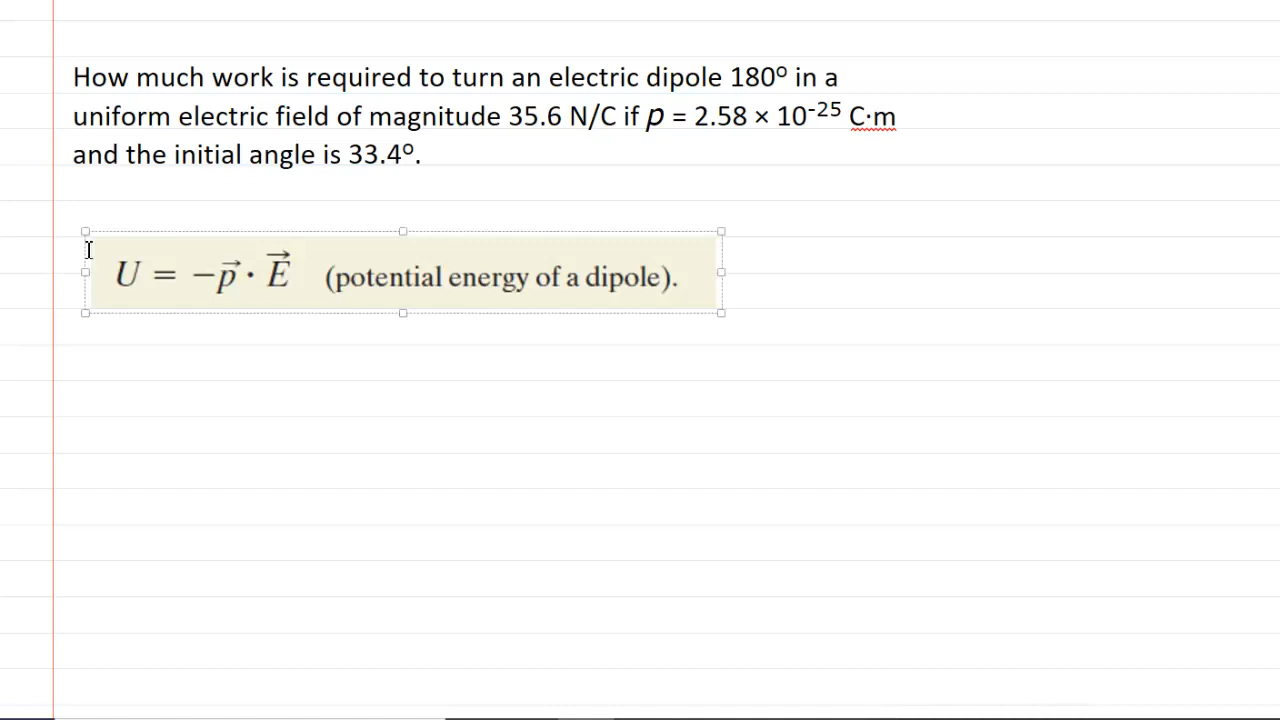 How much work is required to turn an electric dipole 180° in a
uniform electric field of magnitude 35.6 N/C if p = 2.58 × 10⁻²⁵ C·m
and the initial angle is 33.4°.
U = −p⃗ · E⃗ (potential energy of a dipole).